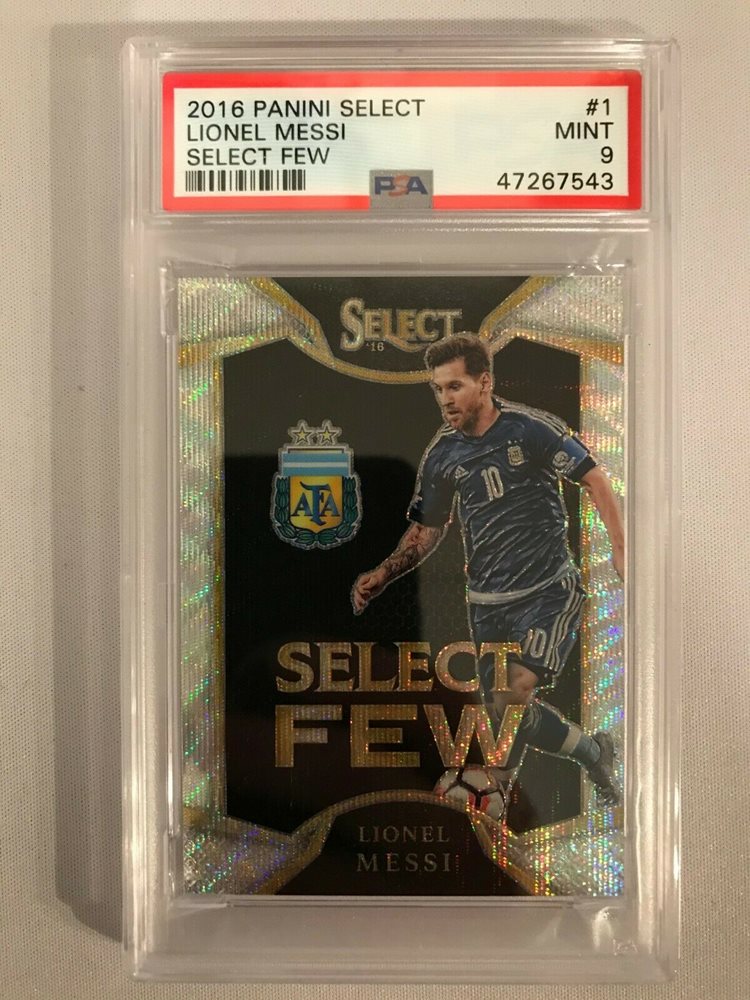 2016 PANINI SELECT #1
LIONEL MESSI MINT
SELECT FEW 9
PSA 47267543
SELECT
'16
AFA
10
10
SELECT
FEW
LIONEL
MESSI